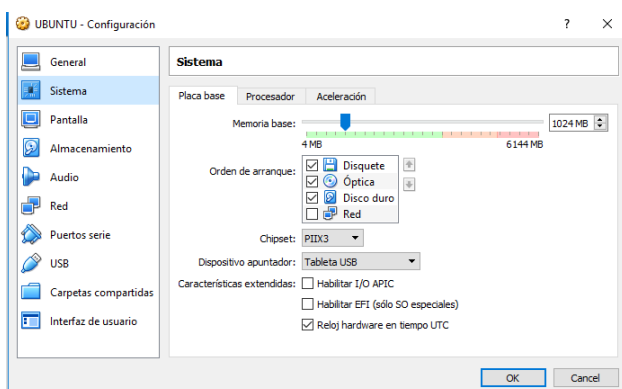 UBUNTU - Configuración
General
Sistema
Pantalla
Almacenamiento
Audio
Red
Puertos serie
USB
Carpetas compartidas
Interfaz de usuario
Sistema
Placa base Procesador Aceleración
Memoria base: 1024 MB
4 MB 6144 MB
Orden de arranque: Disquete
Óptica
Disco duro
Red
Chipset: PIIX3
Dispositivo apuntador: Tableta USB
Características extendidas: Habilitar I/O APIC
Habilitar EFI (sólo SO especiales)
Reloj hardware en tiempo UTC
OK Cancel